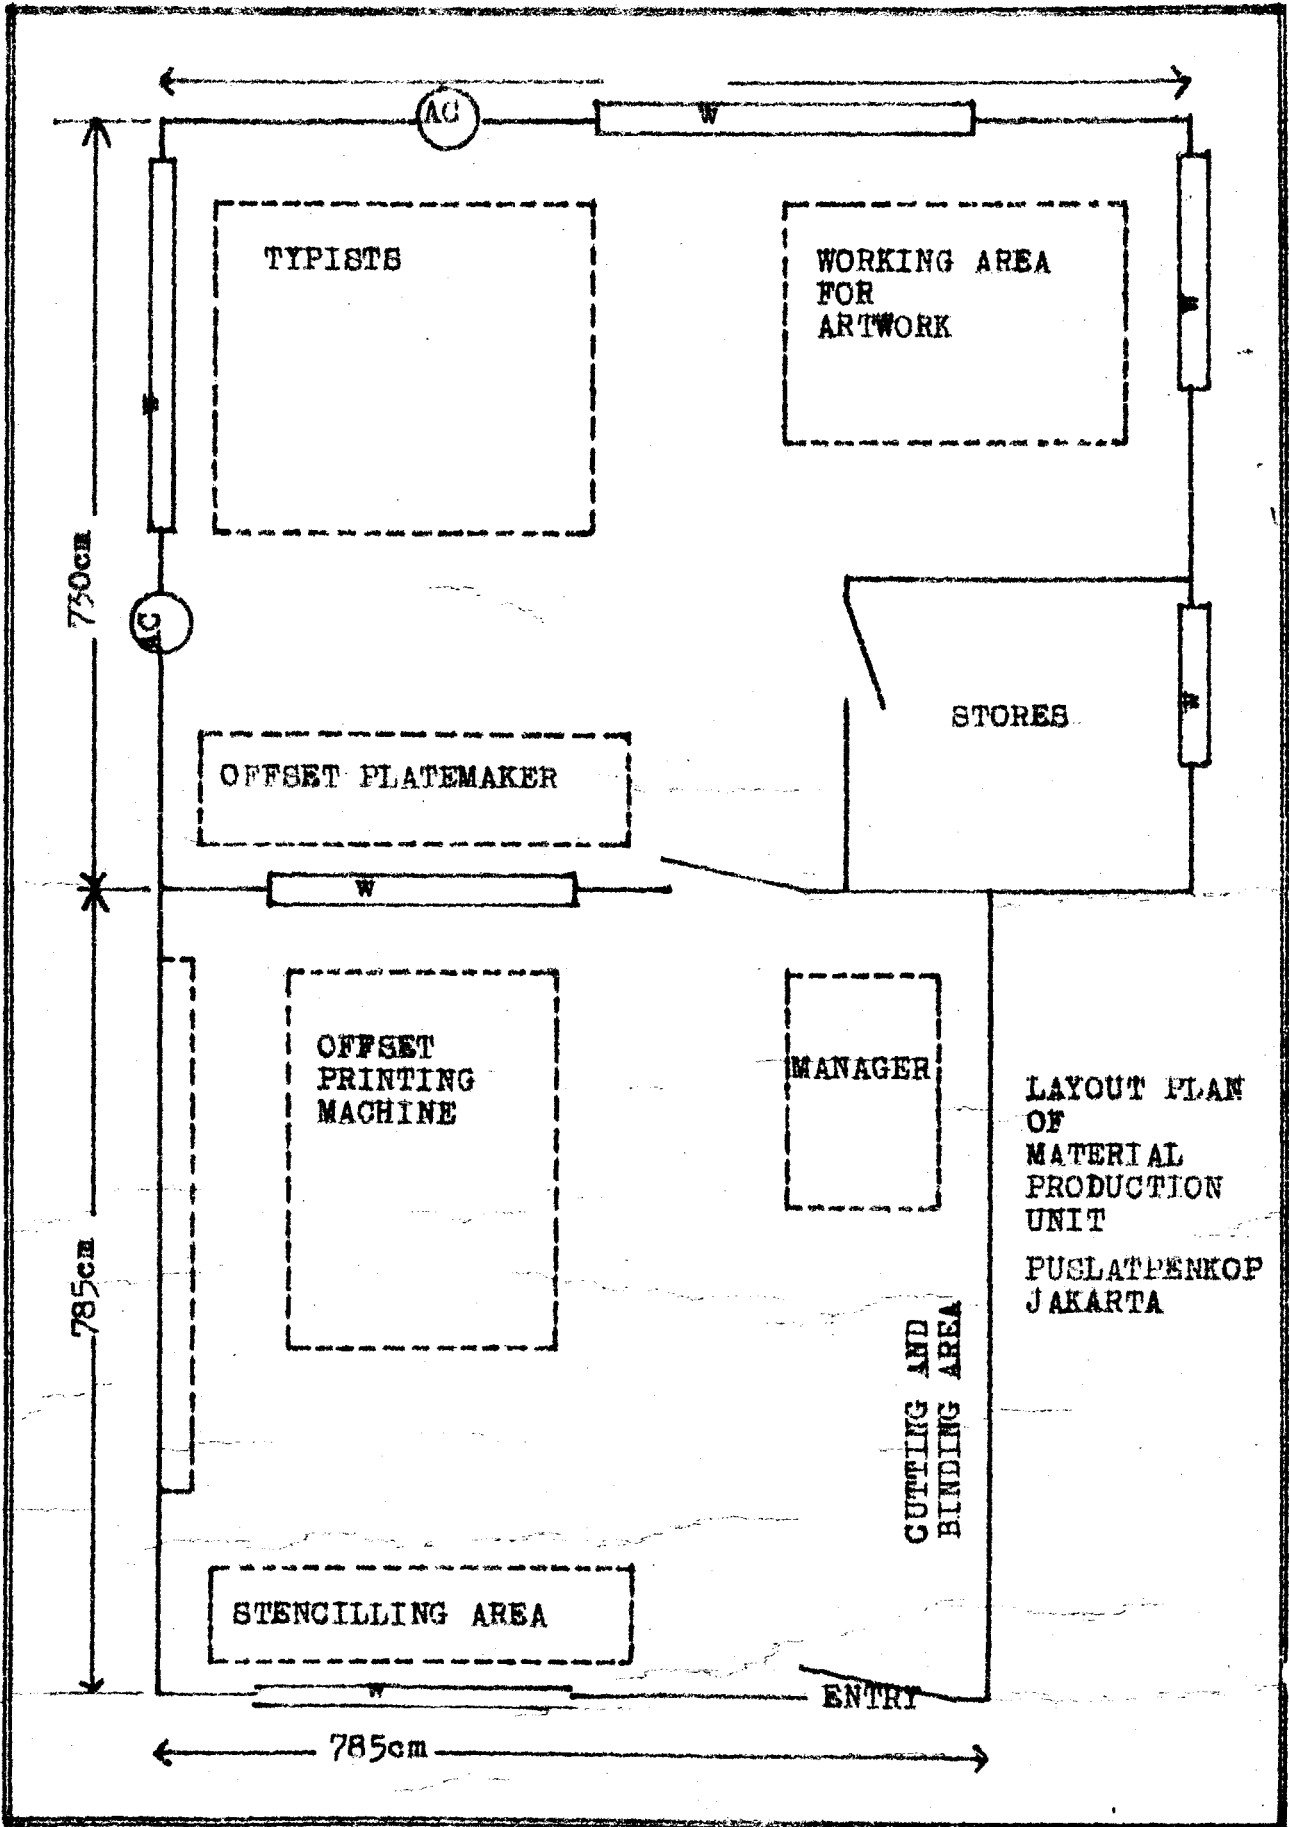 AC
W
TYPISTS
WORKING AREA
FOR
ARTWORK
W
W
730cm
AC
STORES
W
OFFSET PLATEMAKER
W
OFFSET
PRINTING
MACHINE
MANAGER
LAYOUT PLAN
OF
MATERIAL
PRODUCTION
UNIT
PUSLATPENKOP
JAKARTA
785cm
CUTTING AND
BINDING AREA
STENCILLING AREA
W
ENTRY
785cm